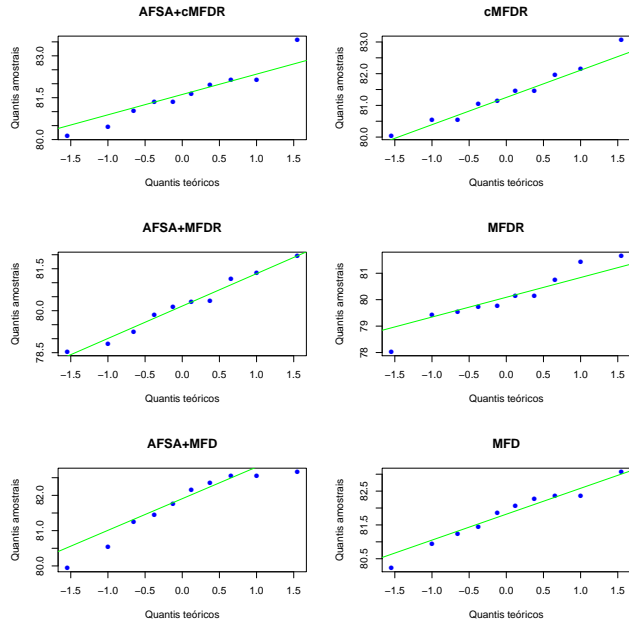 AFSA+cMFDR
Quantis amostrais
80.0 81.5 83.0
−1.5 −1.0 −0.5 0.0 0.5 1.0 1.5
Quantis teóricos
cMFDR
Quantis amostrais
80.0 81.0 82.0 83.0
−1.5 −1.0 −0.5 0.0 0.5 1.0 1.5
Quantis teóricos
AFSA+MFDR
Quantis amostrais
78.5 80.0 81.5
−1.5 −1.0 −0.5 0.0 0.5 1.0 1.5
Quantis teóricos
MFDR
Quantis amostrais
78 79 80 81
−1.5 −1.0 −0.5 0.0 0.5 1.0 1.5
Quantis teóricos
AFSA+MFD
Quantis amostrais
80.0 81.0 82.0
−1.5 −1.0 −0.5 0.0 0.5 1.0 1.5
Quantis teóricos
MFD
Quantis amostrais
80.5 81.5 82.5
−1.5 −1.0 −0.5 0.0 0.5 1.0 1.5
Quantis teóricos